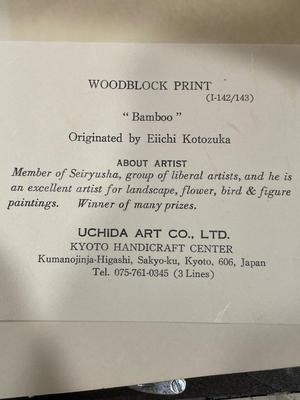 WOODBLOCK PRINT
(I-142/143)
“Bamboo”
Originated by Eiichi Kotozuka
ABOUT ARTIST
Member of Seiryusha, group of liberal artists, and he is
an excellent artist for landscape, flower, bird & figure
paintings. Winner of many prizes.
UCHIDA ART CO., LTD.
KYOTO HANDICRAFT CENTER
Kumanojinja-Higashi, Sakyo-ku, Kyoto, 606, Japan
Tel. 075-761-0345 (3 Lines)